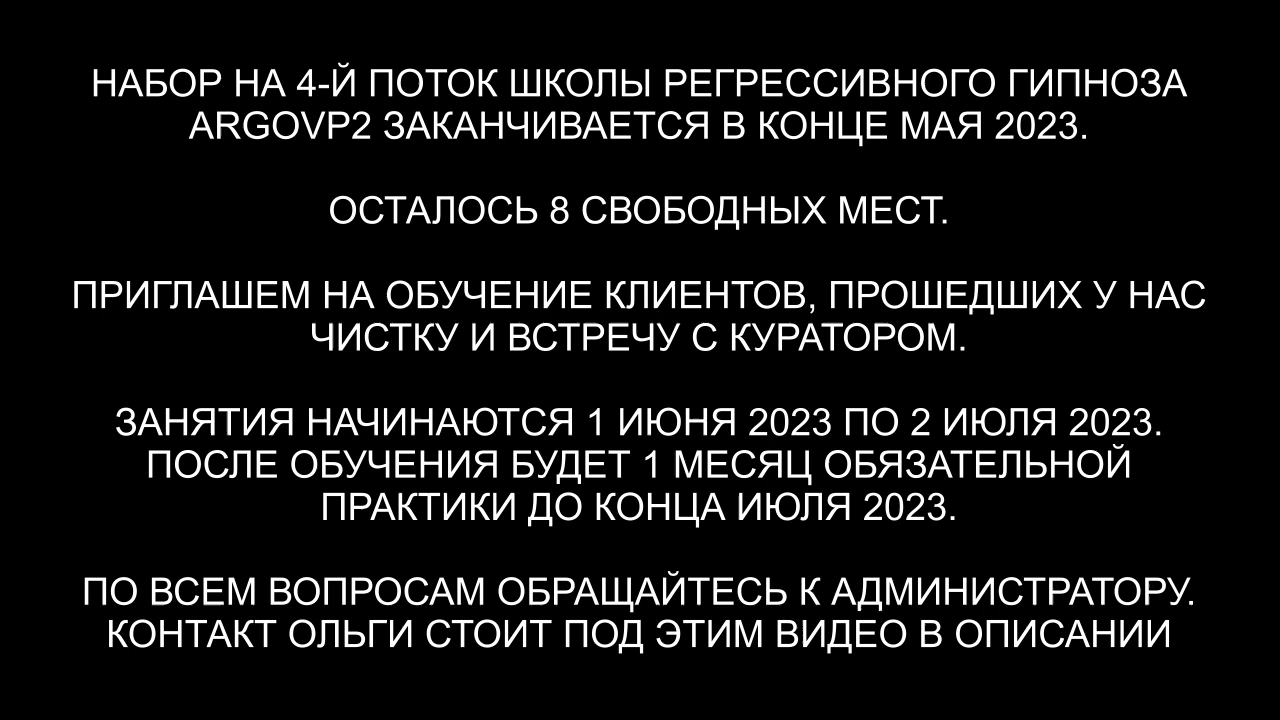 НАБОР НА 4-Й ПОТОК ШКОЛЫ РЕГРЕССИВНОГО ГИПНОЗА
ARGOVP2 ЗАКАНЧИВАЕТСЯ В КОНЦЕ МАЯ 2023.
ОСТАЛОСЬ 8 СВОБОДНЫХ МЕСТ.
ПРИГЛАШЕМ НА ОБУЧЕНИЕ КЛИЕНТОВ, ПРОШЕДШИХ У НАС
ЧИСТКУ И ВСТРЕЧУ С КУРАТОРОМ.
ЗАНЯТИЯ НАЧИНАЮТСЯ 1 ИЮНЯ 2023 ПО 2 ИЮЛЯ 2023.
ПОСЛЕ ОБУЧЕНИЯ БУДЕТ 1 МЕСЯЦ ОБЯЗАТЕЛЬНОЙ
ПРАКТИКИ ДО КОНЦА ИЮЛЯ 2023.
ПО ВСЕМ ВОПРОСАМ ОБРАЩАЙТЕСЬ К АДМИНИСТРАТОРУ.
КОНТАКТ ОЛЬГИ СТОИТ ПОД ЭТИМ ВИДЕО В ОПИСАНИИ